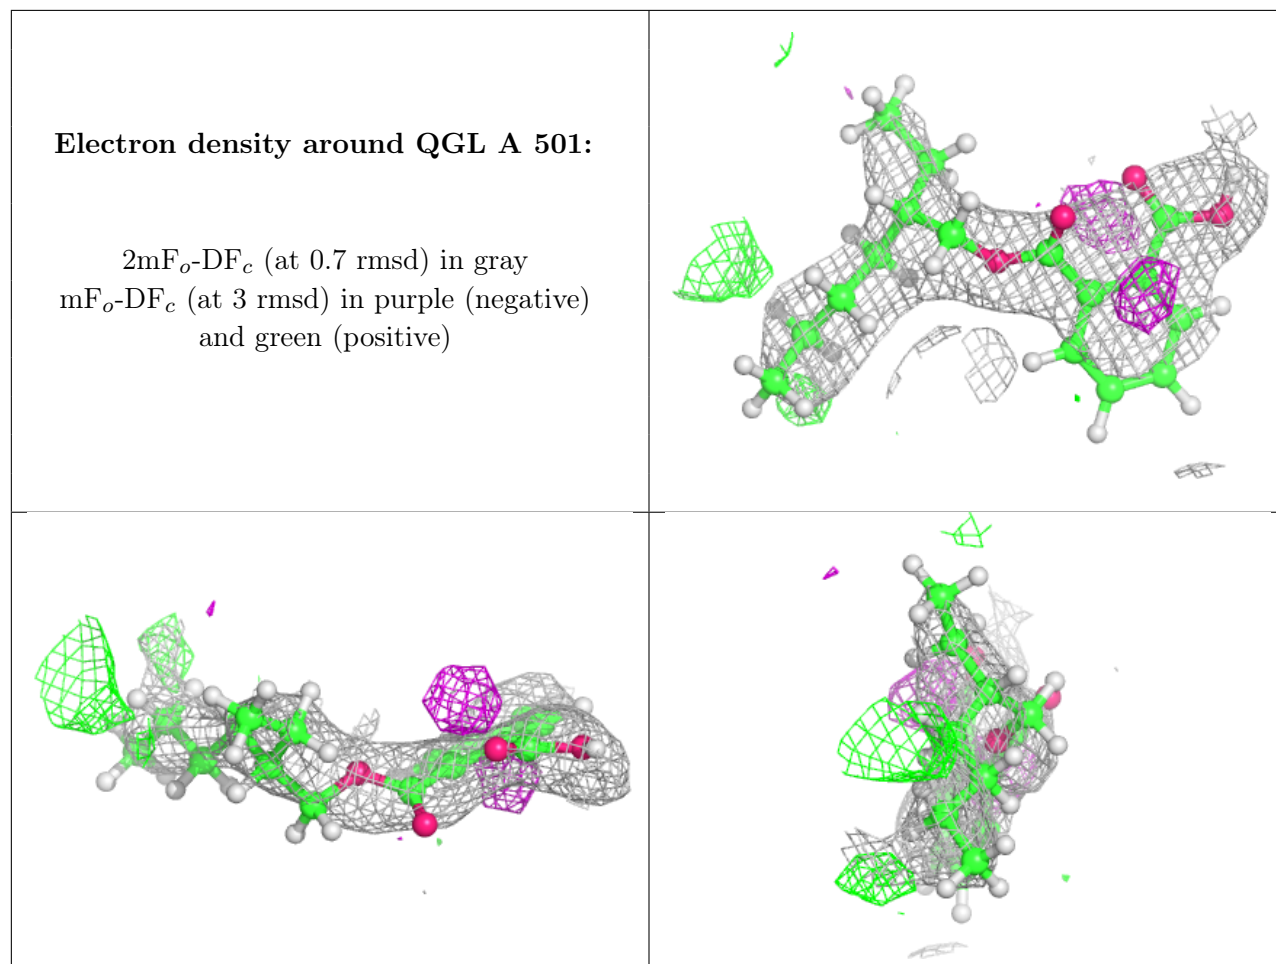 Electron density around QGL A 501:
2mFo-DFc (at 0.7 rmsd) in gray
mFo-DFc (at 3 rmsd) in purple (negative)
and green (positive)